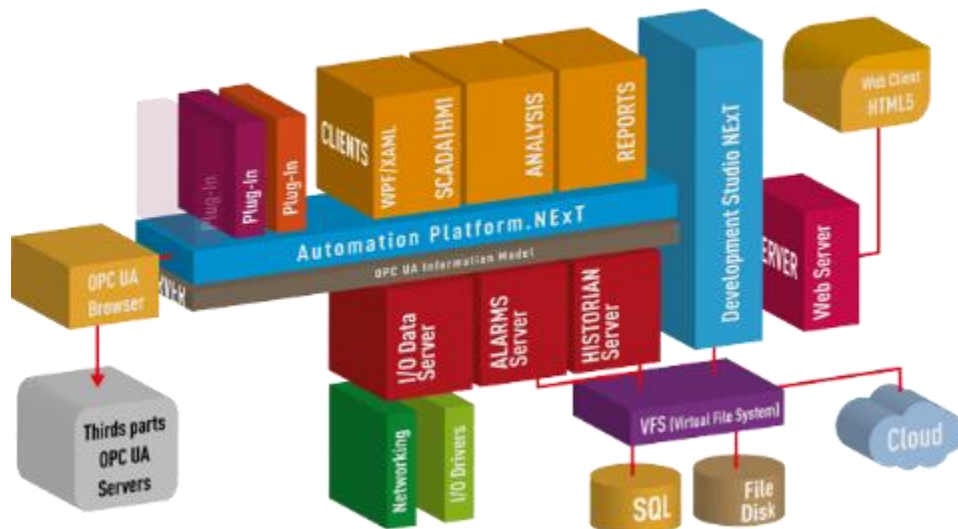 Web Client
HTML5
CLIENTS
WPF/XAML
SCADA|HMI
ANALYSIS
REPORTS
Development Studio NExT
Plug-In
Plug-In
Plug-In
Automation Platform.NExT
OPC UA Information Model
OPC UA
Browser
ERVER
Web Server
I/O Data
Server
ALARMS
Server
HISTORIAN
Server
Networking
I/O Drivers
VFS (Virtual File System)
Cloud
Thirds parts
OPC UA
Servers
SQL
File
Disk